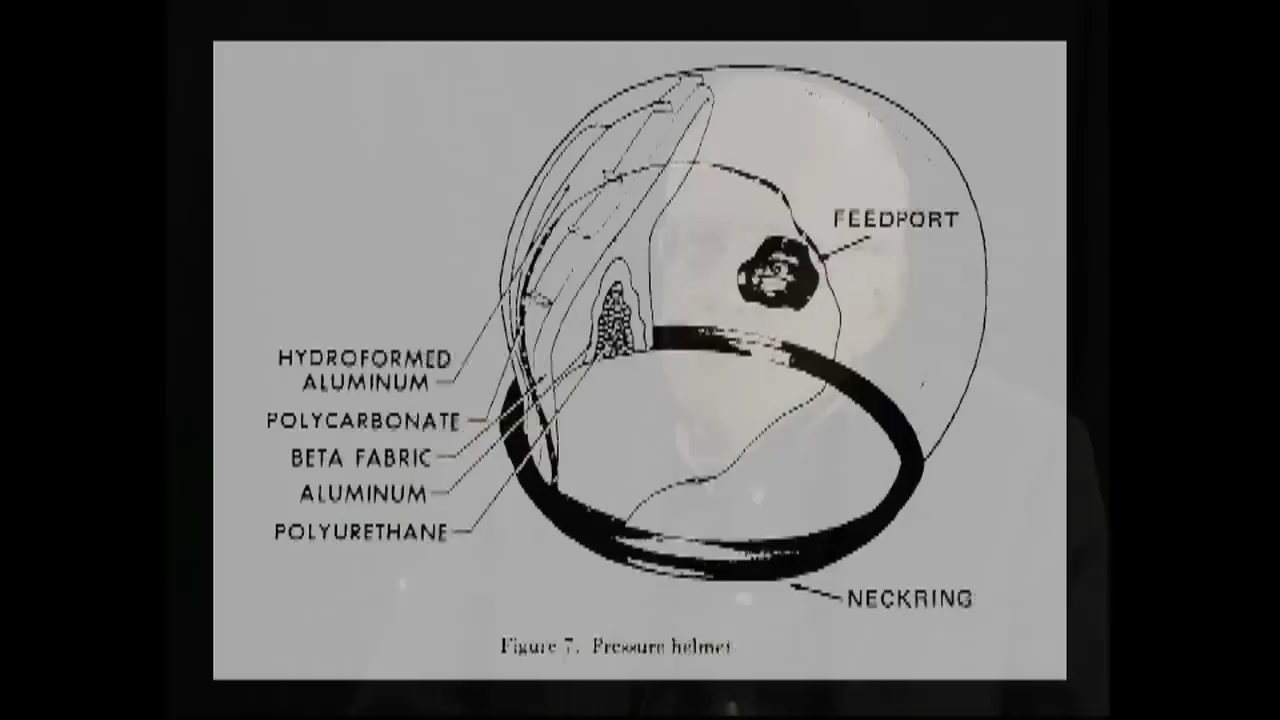 FEEDPORT
HYDROFORMED
ALUMINUM
POLYCARBONATE
BETA FABRIC
ALUMINUM
POLYURETHANE
NECKRING
Figure 7. Pressure helmet